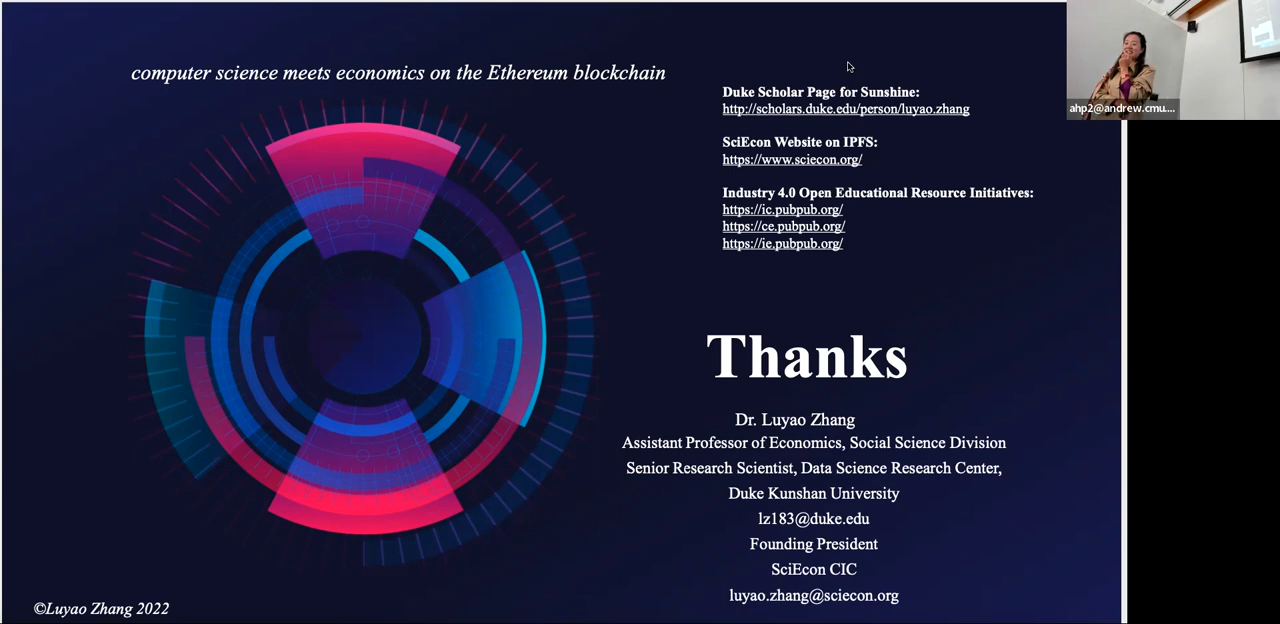 computer science meets economics on the Ethereum blockchain
Duke Scholar Page for Sunshine:
http://scholars.duke.edu/person/luyao.zhang
SciEcon Website on IPFS:
https://www.sciecon.org/
Industry 4.0 Open Educational Resource Initiatives:
https://ic.pubpub.org/
https://ce.pubpub.org/
https://ie.pubpub.org/
Thanks
Dr. Luyao Zhang
Assistant Professor of Economics, Social Science Division
Senior Research Scientist, Data Science Research Center,
Duke Kunshan University
lz183@duke.edu
Founding President
SciEcon CIC
luyao.zhang@sciecon.org
©Luyao Zhang 2022
ahp2@andrew.cmu....